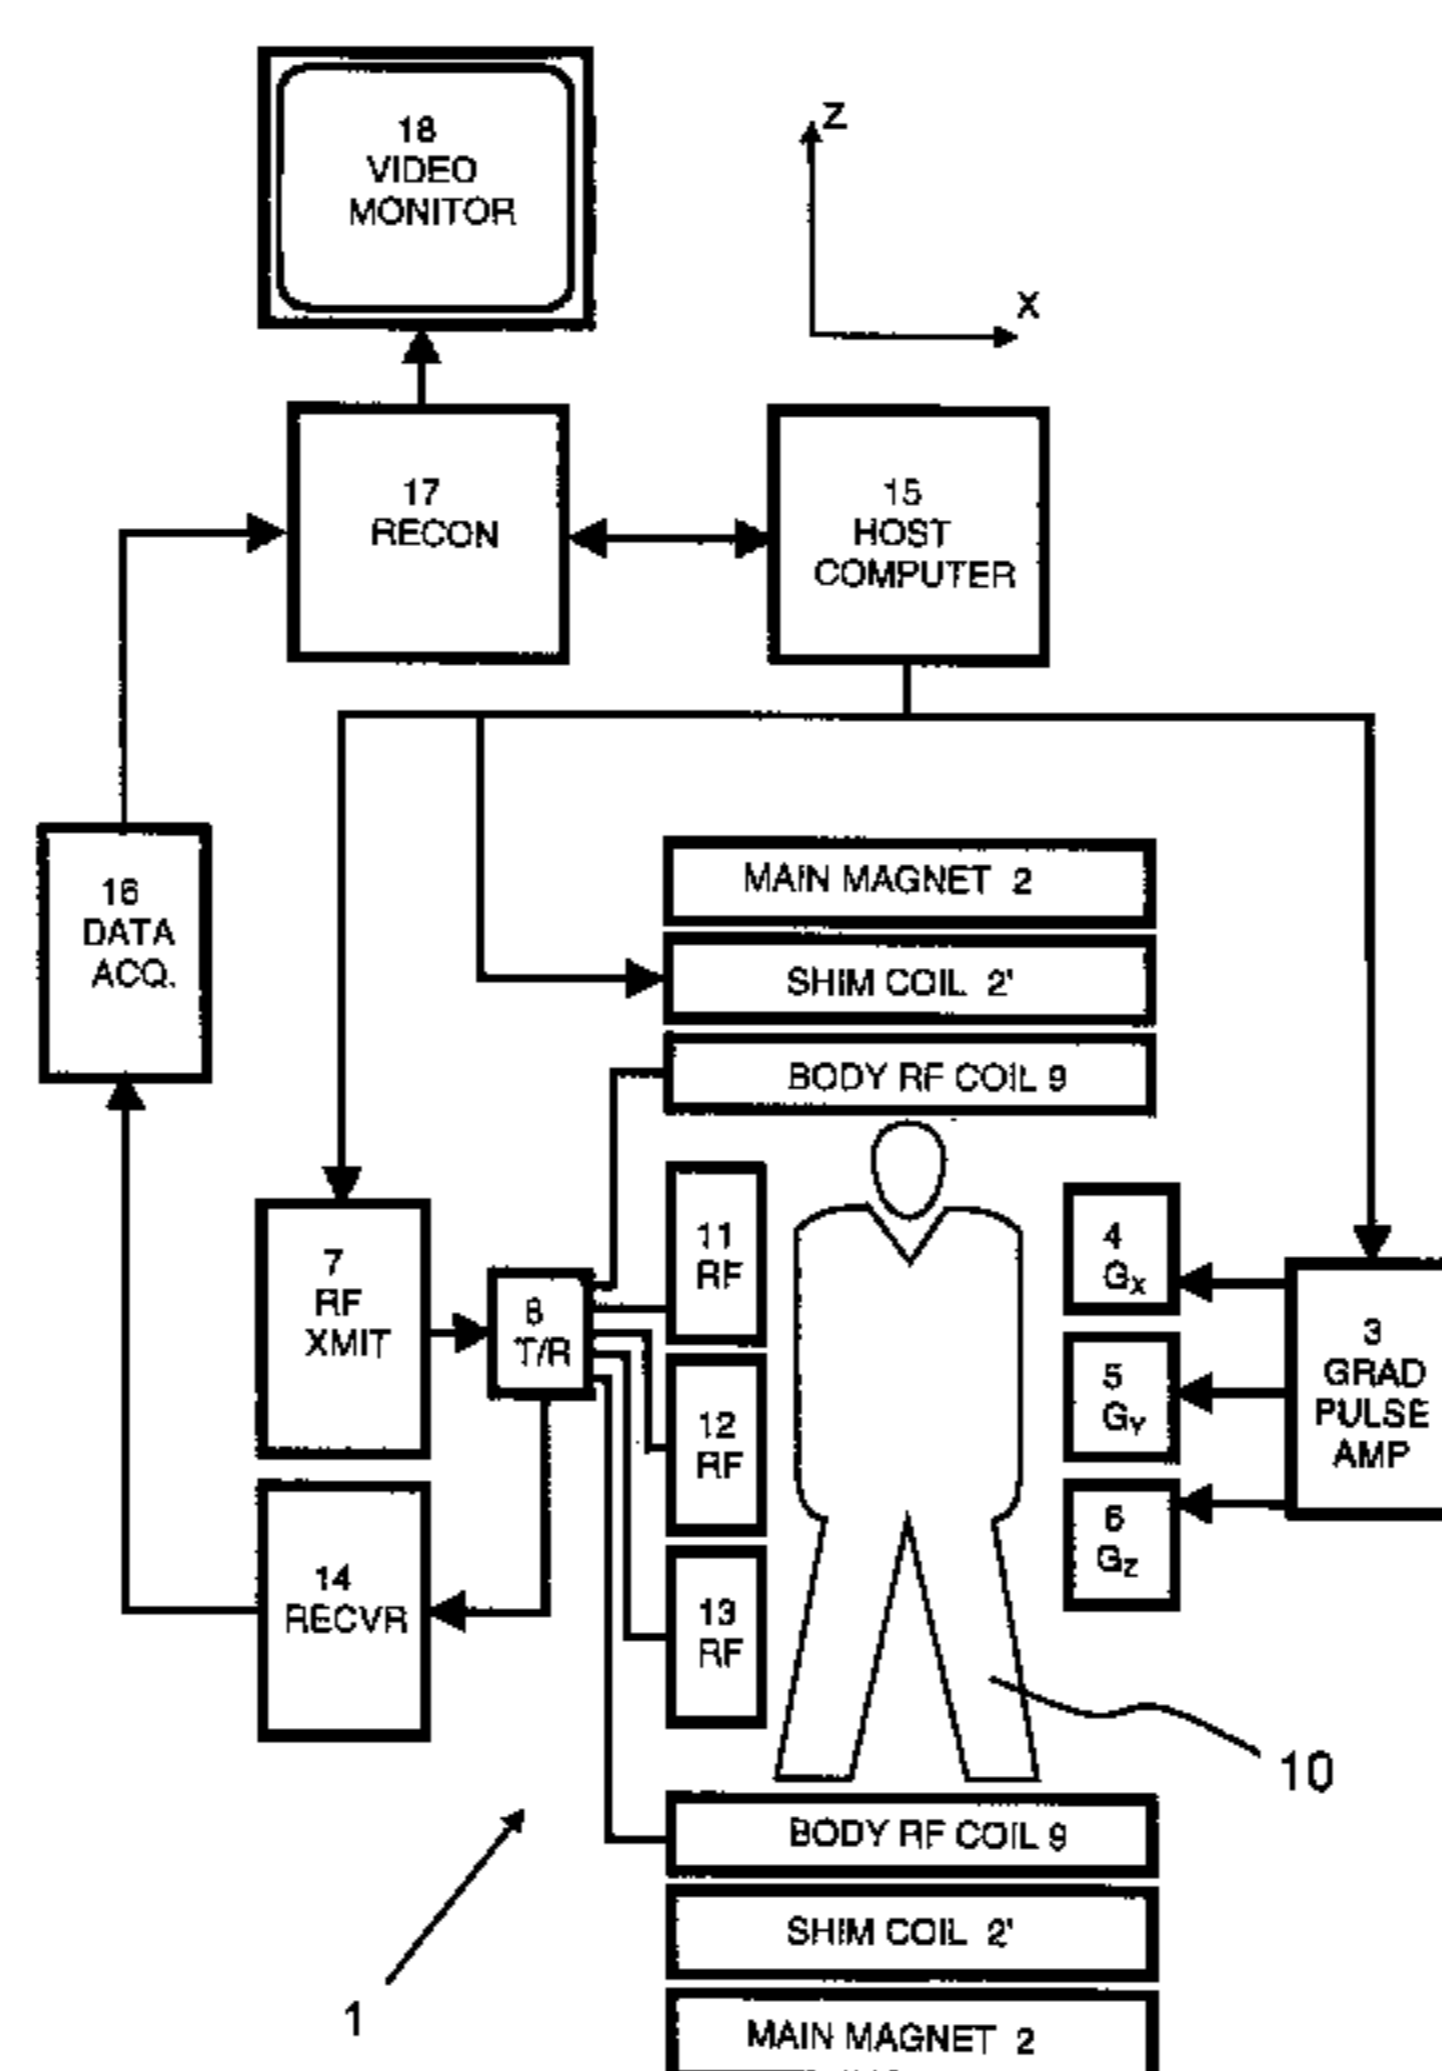 18
VIDEO
MONITOR
Z
X
17
RECON
15
HOST
COMPUTER
16
DATA
ACQ.
MAIN MAGNET 2
SHIM COIL 2'
BODY RF COIL 9
7
RF
XMIT
8
T/R
11
RF
12
RF
13
RF
4
GX
5
GY
6
GZ
3
GRAD
PULSE
AMP
14
RECVR
10
BODY RF COIL 9
SHIM COIL 2'
MAIN MAGNET 2
1